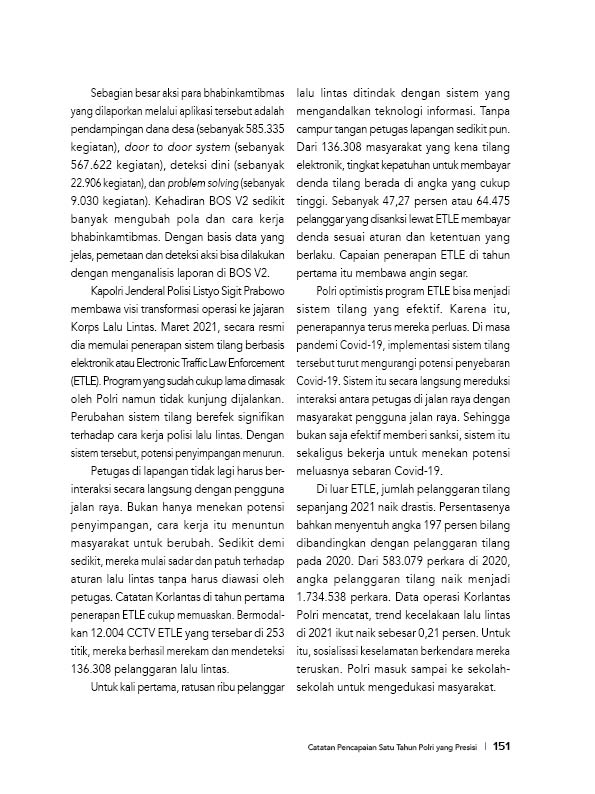 Sebagian besar aksi para bhabinkamtibmas
yang dilaporkan melalui aplikasi tersebut adalah
pendampingan dana desa (sebanyak 585.335
kegiatan), door to door system (sebanyak
567.622 kegiatan), deteksi dini (sebanyak
22.906 kegiatan), dan problem solving (sebanyak
9.030 kegiatan). Kehadiran BOS V2 sedikit
banyak mengubah pola dan cara kerja
bhabinkamtibmas. Dengan basis data yang
jelas, pemetaan dan deteksi aksi bisa dilakukan
dengan menganalisis laporan di BOS V2.
Kapolri Jenderal Polisi Listyo Sigit Prabowo
membawa visi transformasi operasi ke jajaran
Korps Lalu Lintas. Maret 2021, secara resmi
dia memulai penerapan sistem tilang berbasis
elektronik atau Electronic Traffic Law Enforcement
(ETLE). Program yang sudah cukup lama dimasak
oleh Polri namun tidak kunjung dijalankan.
Perubahan sistem tilang berefek signifikan
terhadap cara kerja polisi lalu lintas. Dengan
sistem tersebut, potensi penyimpangan menurun.
Petugas di lapangan tidak lagi harus ber-
interaksi secara langsung dengan pengguna
jalan raya. Bukan hanya menekan potensi
penyimpangan, cara kerja itu menuntun
masyarakat untuk berubah. Sedikit demi
sedikit, mereka mulai sadar dan patuh terhadap
aturan lalu lintas tanpa harus diawasi oleh
petugas. Catatan Korlantas di tahun pertama
penerapan ETLE cukup memuaskan. Bermodal-
kan 12.004 CCTV ETLE yang tersebar di 253
titik, mereka berhasil merekam dan mendeteksi
136.308 pelanggaran lalu lintas.
Untuk kali pertama, ratusan ribu pelanggar
lalu lintas ditindak dengan sistem yang
mengandalkan teknologi informasi. Tanpa
campur tangan petugas lapangan sedikit pun.
Dari 136.308 masyarakat yang kena tilang
elektronik, tingkat kepatuhan untuk membayar
denda tilang berada di angka yang cukup
tinggi. Sebanyak 47,27 persen atau 64.475
pelanggar yang disanksi lewat ETLE membayar
denda sesuai aturan dan ketentuan yang
berlaku. Capaian penerapan ETLE di tahun
pertama itu membawa angin segar.
Polri optimistis program ETLE bisa menjadi
sistem tilang yang efektif. Karena itu,
penerapannya terus mereka perluas. Di masa
pandemi Covid-19, implementasi sistem tilang
tersebut turut mengurangi potensi penyebaran
Covid-19. Sistem itu secara langsung mereduksi
interaksi antara petugas di jalan raya dengan
masyarakat pengguna jalan raya. Sehingga
bukan saja efektif memberi sanksi, sistem itu
sekaligus bekerja untuk menekan potensi
meluasnya sebaran Covid-19.
Di luar ETLE, jumlah pelanggaran tilang
sepanjang 2021 naik drastis. Persentasenya
bahkan menyentuh angka 197 persen bilang
dibandingkan dengan pelanggaran tilang
pada 2020. Dari 583.079 perkara di 2020,
angka pelanggaran tilang naik menjadi
1.734.538 perkara. Data operasi Korlantas
Polri mencatat, trend kecelakaan lalu lintas
di 2021 ikut naik sebesar 0,21 persen. Untuk
itu, sosialisasi keselamatan berkendara mereka
teruskan. Polri masuk sampai ke sekolah-
sekolah untuk mengedukasi masyarakat.
Catatan Pencapaian Satu Tahun Polri yang Presisi | 151